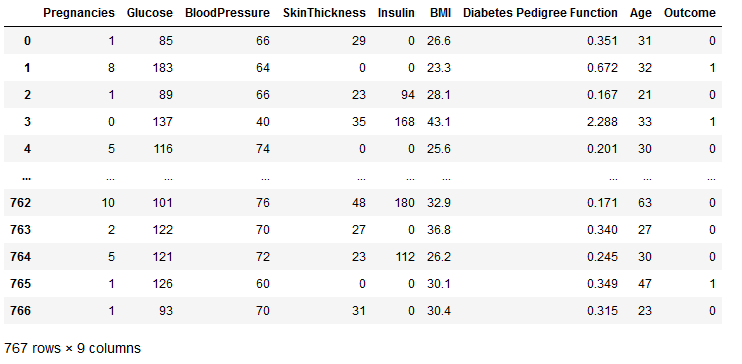 Pregnancies Glucose BloodPressure SkinThickness Insulin BMI Diabetes Pedigree Function Age Outcome
0 1 85 66 29 0 26.6 0.351 31 0
1 8 183 64 0 0 23.3 0.672 32 1
2 1 89 66 23 94 28.1 0.167 21 0
3 0 137 40 35 168 43.1 2.288 33 1
4 5 116 74 0 0 25.6 0.201 30 0
... ... ... ... ... ... ... ... ... ...
762 10 101 76 48 180 32.9 0.171 63 0
763 2 122 70 27 0 36.8 0.340 27 0
764 5 121 72 23 112 26.2 0.245 30 0
765 1 126 60 0 0 30.1 0.349 47 1
766 1 93 70 31 0 30.4 0.315 23 0
767 rows × 9 columns